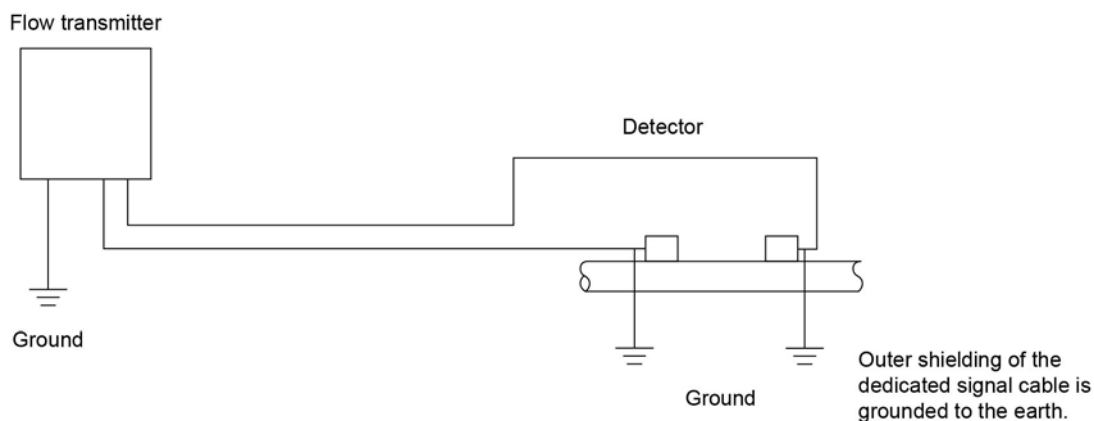 Flow transmitter
Detector
Ground
Ground
Outer shielding of the
dedicated signal cable is
grounded to the earth.